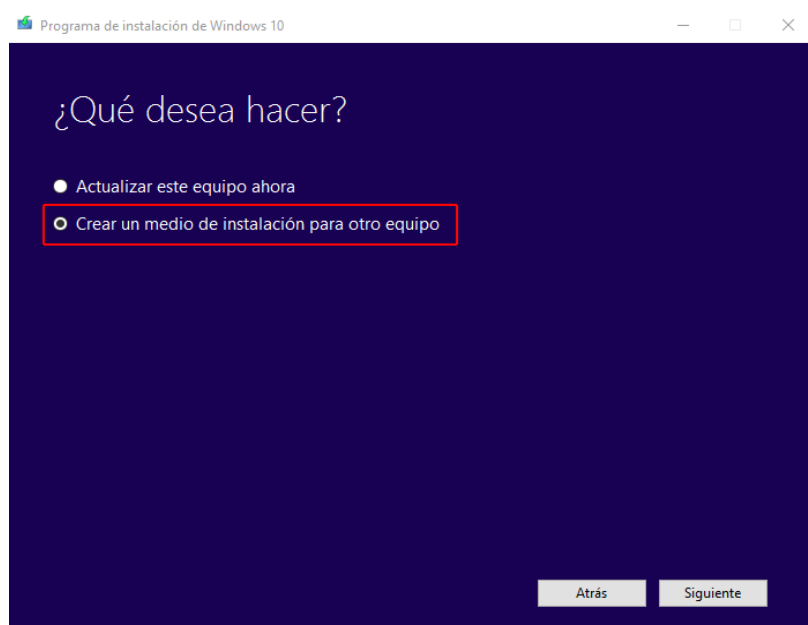 Programa de instalación de Windows 10
¿Qué desea hacer?
Actualizar este equipo ahora
Crear un medio de instalación para otro equipo
Atrás
Siguiente